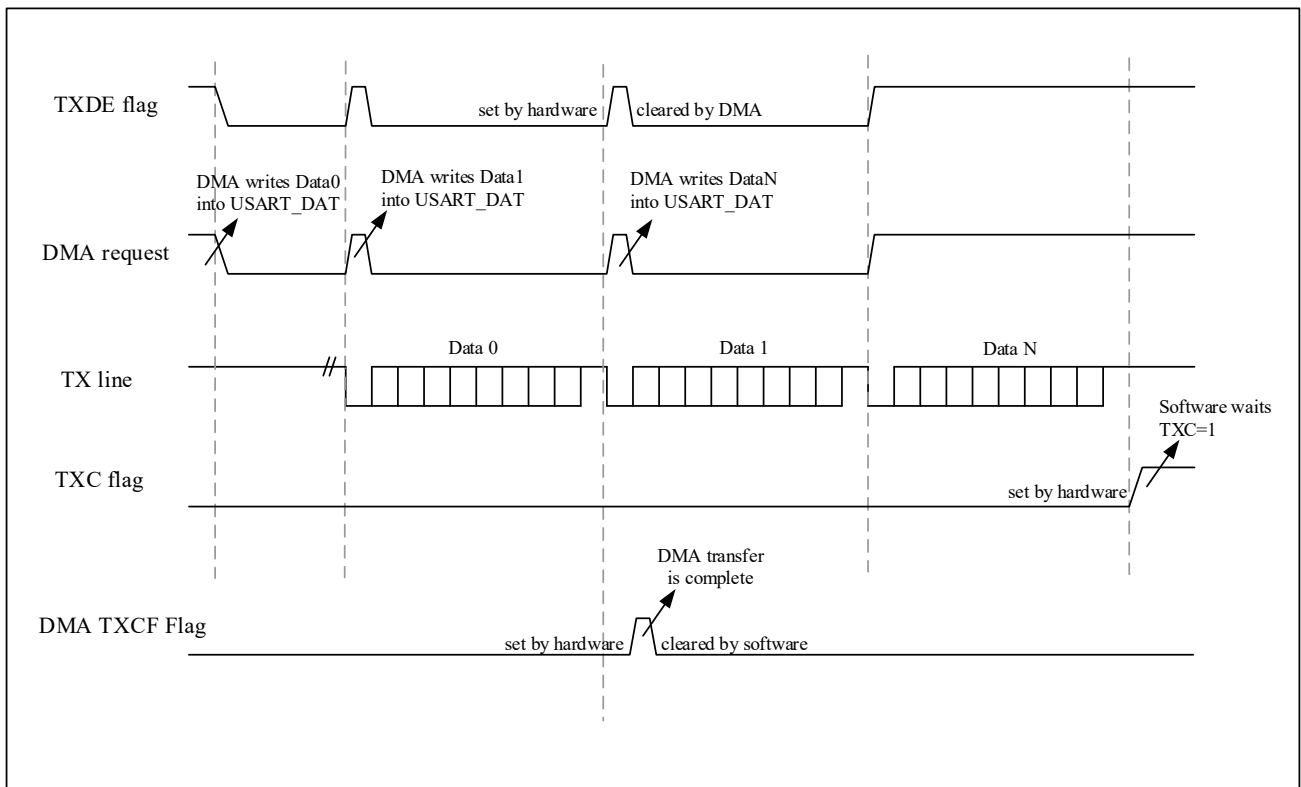 TXDE flag
set by hardware
cleared by DMA
DMA writes Data0
into USART_DAT
DMA writes Data1
into USART_DAT
DMA writes DataN
into USART_DAT
DMA request
Data 0
Data 1
Data N
TX line
Software waits
TXC=1
TXC flag
set by hardware
DMA transfer
is complete
DMA TXCF Flag
set by hardware
cleared by software